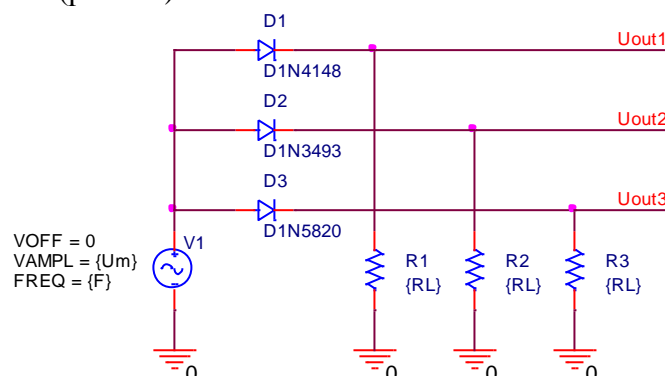 D1
Uout1
D1N4148
D2
Uout2
D1N3493
D3
Uout3
D1N5820
VOFF = 0
VAMPL = {Um}
FREQ = {F}
V1
R1
{RL}
R2
{RL}
R3
{RL}
0
0
0
0